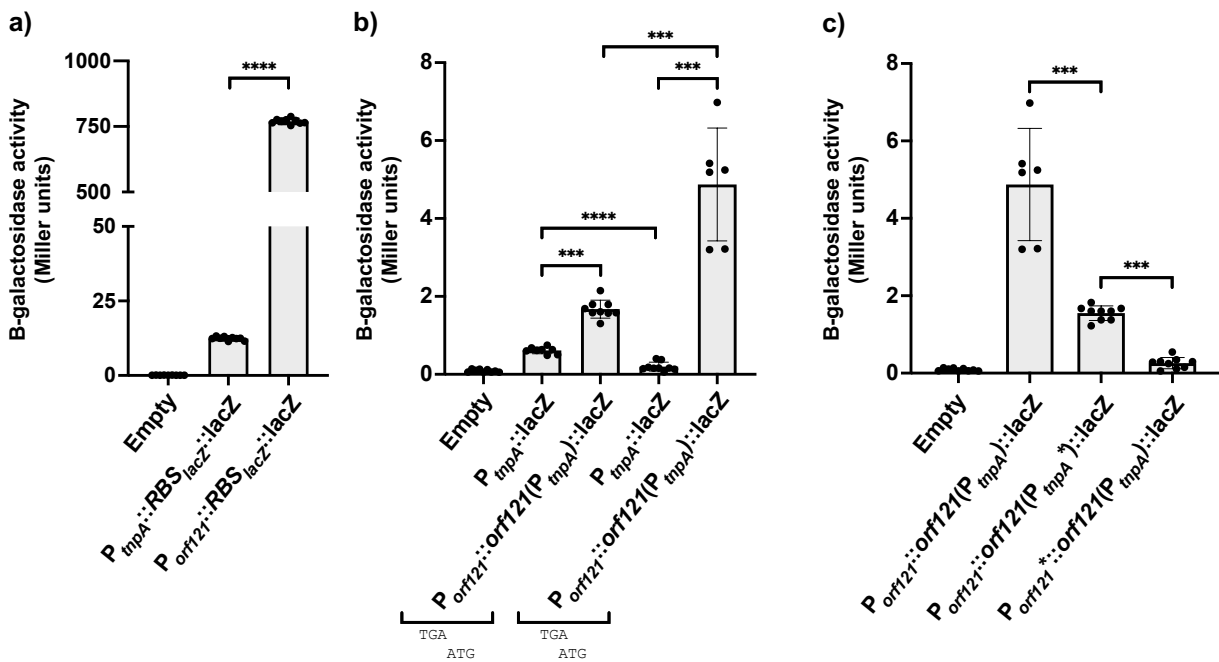 a)
B-galactosidase activity
(Miller units)
1000
750
500
50
25
0
****
Empty
P tnpA::RBS lacZ::lacZ
P orf121::RBS lacZ::lacZ
b)
B-galactosidase activity
(Miller units)
8
6
4
2
0
***
***
****
***
Empty
P tnpA::lacZ
P orf121::orf121(P tnpA)::lacZ
P tnpA::lacZ
P orf121::orf121(P tnpA)::lacZ
TGA
ATG
TGA
ATG
c)
B-galactosidase activity
(Miller units)
8
6
4
2
0
***
***
Empty
P orf121::orf121(P tnpA)::lacZ
P orf121::orf121(P tnpA*)::lacZ
P orf121*::orf121(P tnpA)::lacZ